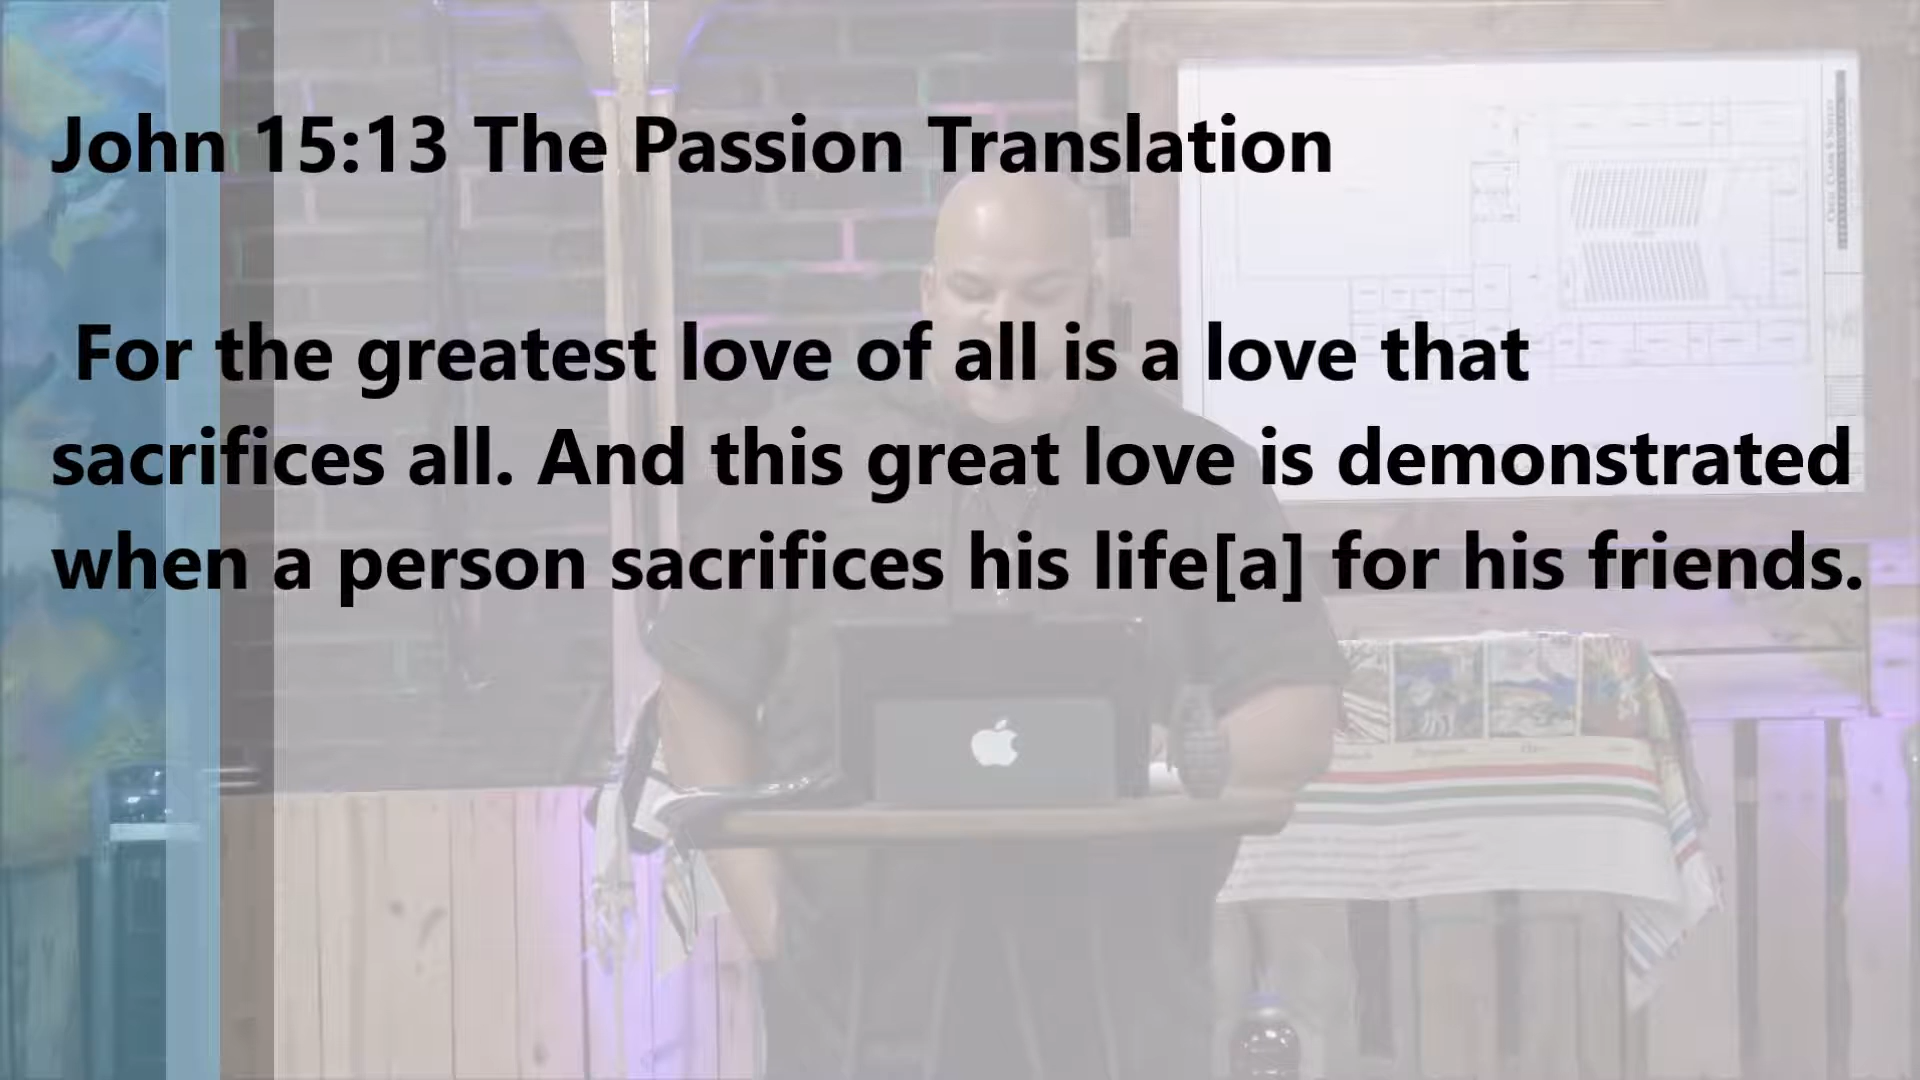 John 15:13 The Passion Translation
For the greatest love of all is a love that
sacrifices all. And this great love is demonstrated
when a person sacrifices his life[a] for his friends.